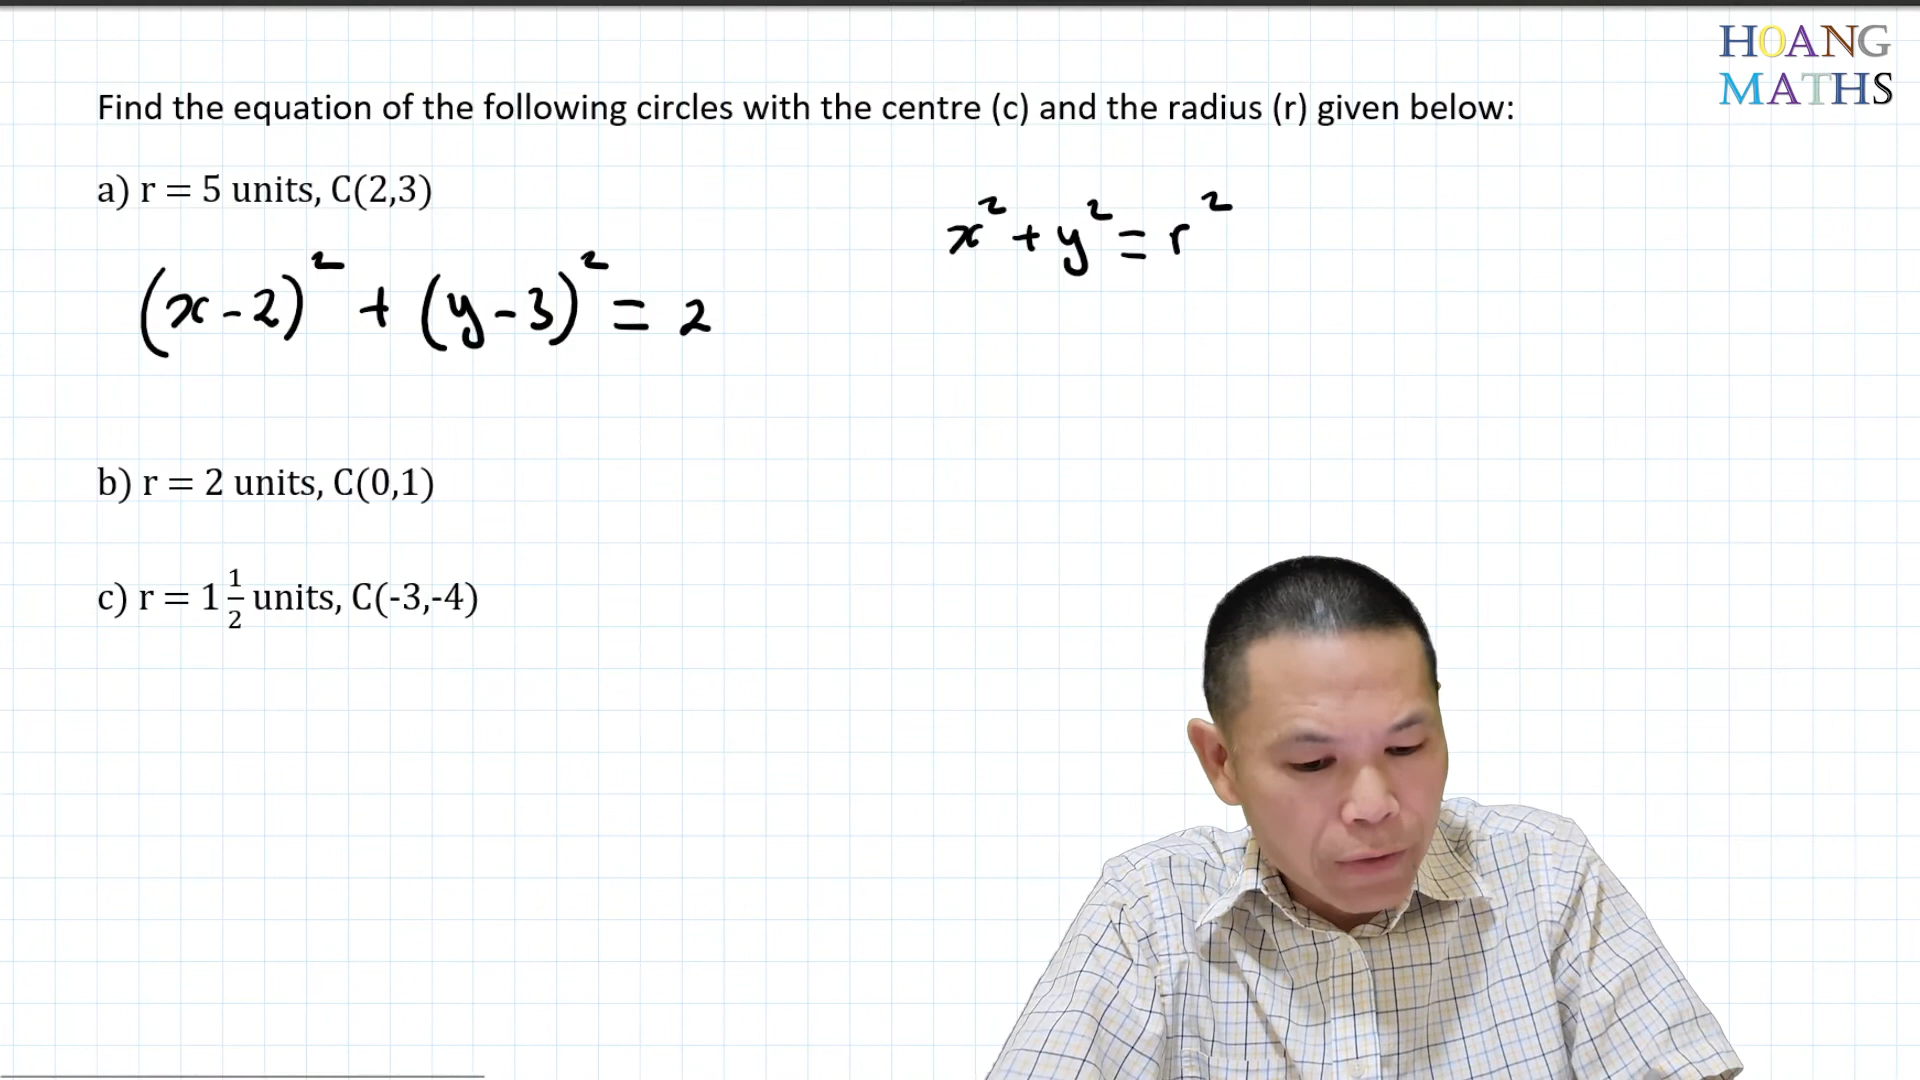 HOANG
MATHS
Find the equation of the following circles with the centre (c) and the radius (r) given below:
a) r = 5 units, C(2,3)
x² + y² = r²
(x - 2)² + (y - 3)² = 2
b) r = 2 units, C(0,1)
c) r = 1 1/2 units, C(-3,-4)